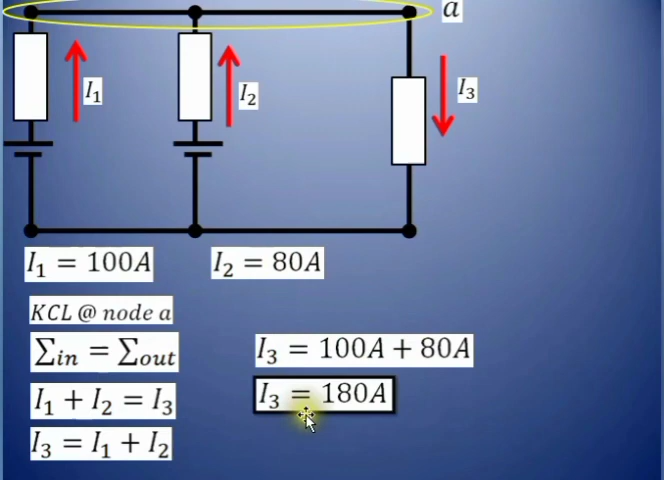 a
I₁
I₂
I₃
I₁ = 100A
I₂ = 80A
KCL @ node a
∑in = ∑out
I₁ + I₂ = I₃
I₃ = I₁ + I₂
I₃ = 100A + 80A
I₃ = 180A